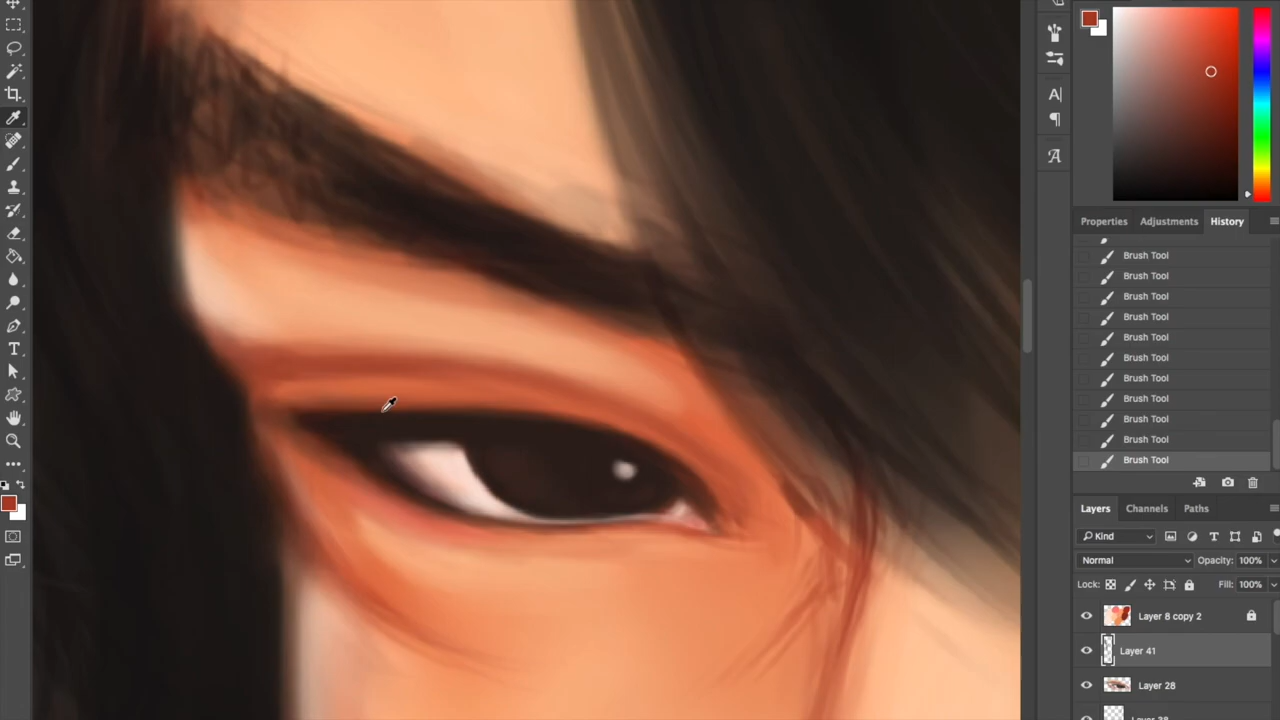 Properties Adjustments History
Brush Tool
Brush Tool
Brush Tool
Brush Tool
Brush Tool
Brush Tool
Brush Tool
Brush Tool
Brush Tool
Brush Tool
Brush Tool
Layers Channels Paths
Kind
Normal Opacity: 100%
Lock: Fill: 100%
Layer 8 copy 2
Layer 41
Layer 28